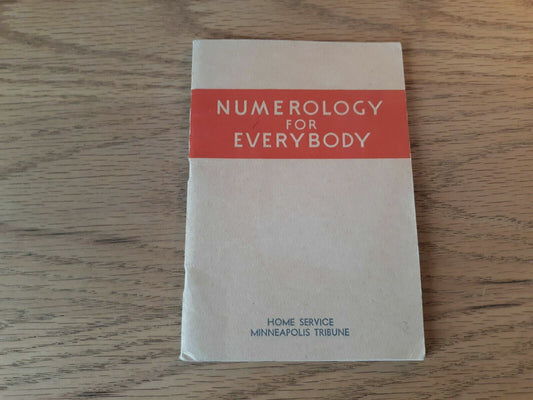 NUMEROLOGY
FOR
EVERYBODY
HOME SERVICE
MINNEAPOLIS TRIBUNE